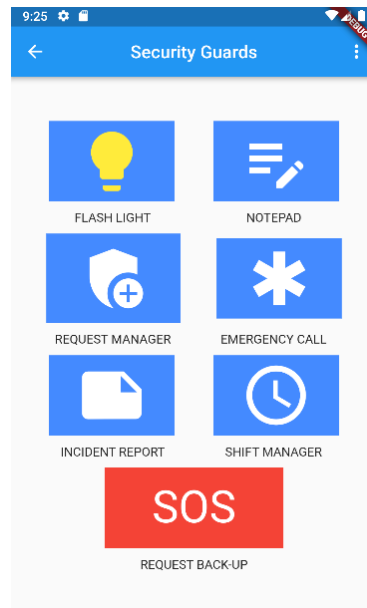 9:25
DEBUG
Security Guards
FLASH LIGHT
NOTEPAD
REQUEST MANAGER
EMERGENCY CALL
INCIDENT REPORT
SHIFT MANAGER
SOS
REQUEST BACK-UP